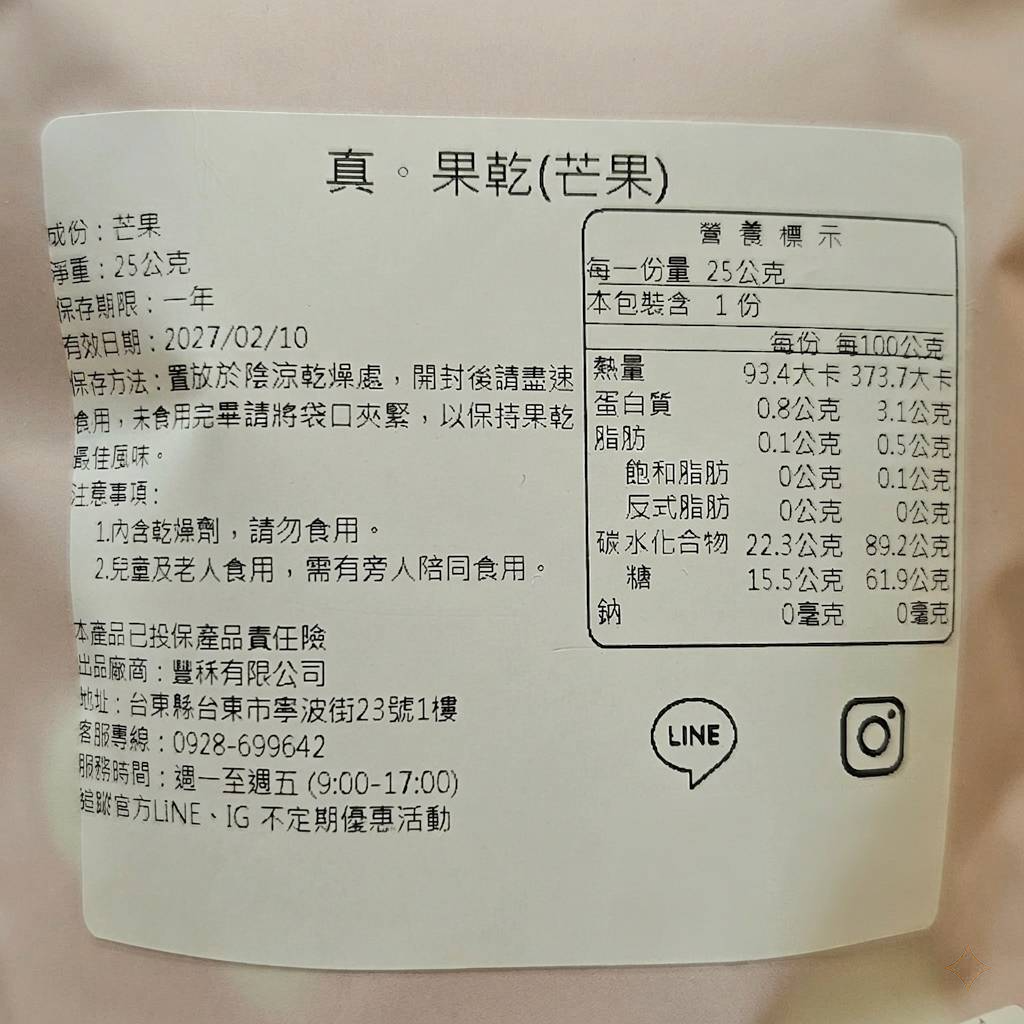 真。果乾(芒果)
成份：芒果
淨重：25公克
保存期限：一年
有效日期：2027/02/10
保存方法：置放於陰涼乾燥處，開封後請盡速
食用，未食用完畢請將袋口夾緊，以保持果乾
最佳風味。
注意事項：
1.內含乾燥劑，請勿食用。
2.兒童及老人食用，需有旁人陪同食用。
本產品已投保產品責任險
出品廠商：豐秝有限公司
地址：台東縣台東市寧波街23號1樓
客服專線：0928-699642
服務時間：週一至週五 (9:00-17:00)
追蹤官方LiNE、IG 不定期優惠活動
營養標示
每一份量 25公克
本包裝含 1 份
每份 每100公克
熱量 93.4大卡 373.7大卡
蛋白質 0.8公克 3.1公克
脂肪 0.1公克 0.5公克
飽和脂肪 0公克 0.1公克
反式脂肪 0公克 0公克
碳水化合物 22.3公克 89.2公克
糖 15.5公克 61.9公克
鈉 0毫克 0毫克
LINE